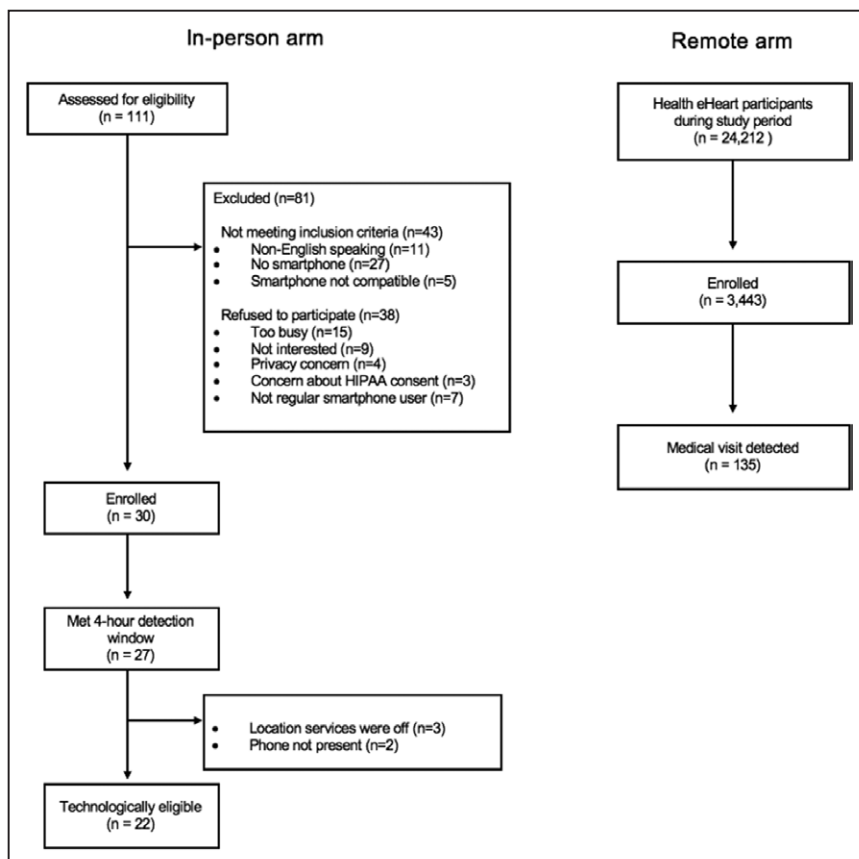 In-person arm
Assessed for eligibility
(n = 111)
Excluded (n=81)
Not meeting inclusion criteria (n=43)
• Non-English speaking (n=11)
• No smartphone (n=27)
• Smartphone not compatible (n=5)
Refused to participate (n=38)
• Too busy (n=15)
• Not interested (n=9)
• Privacy concern (n=4)
• Concern about HIPAA consent (n=3)
• Not regular smartphone user (n=7)
Enrolled
(n = 30)
Met 4-hour detection
window
(n = 27)
• Location services were off (n=3)
• Phone not present (n=2)
Technologically eligible
(n = 22)
Remote arm
Health eHeart participants
during study period
(n = 24,212 )
Enrolled
n = 3,443)
Medical visit detected
(n = 135)